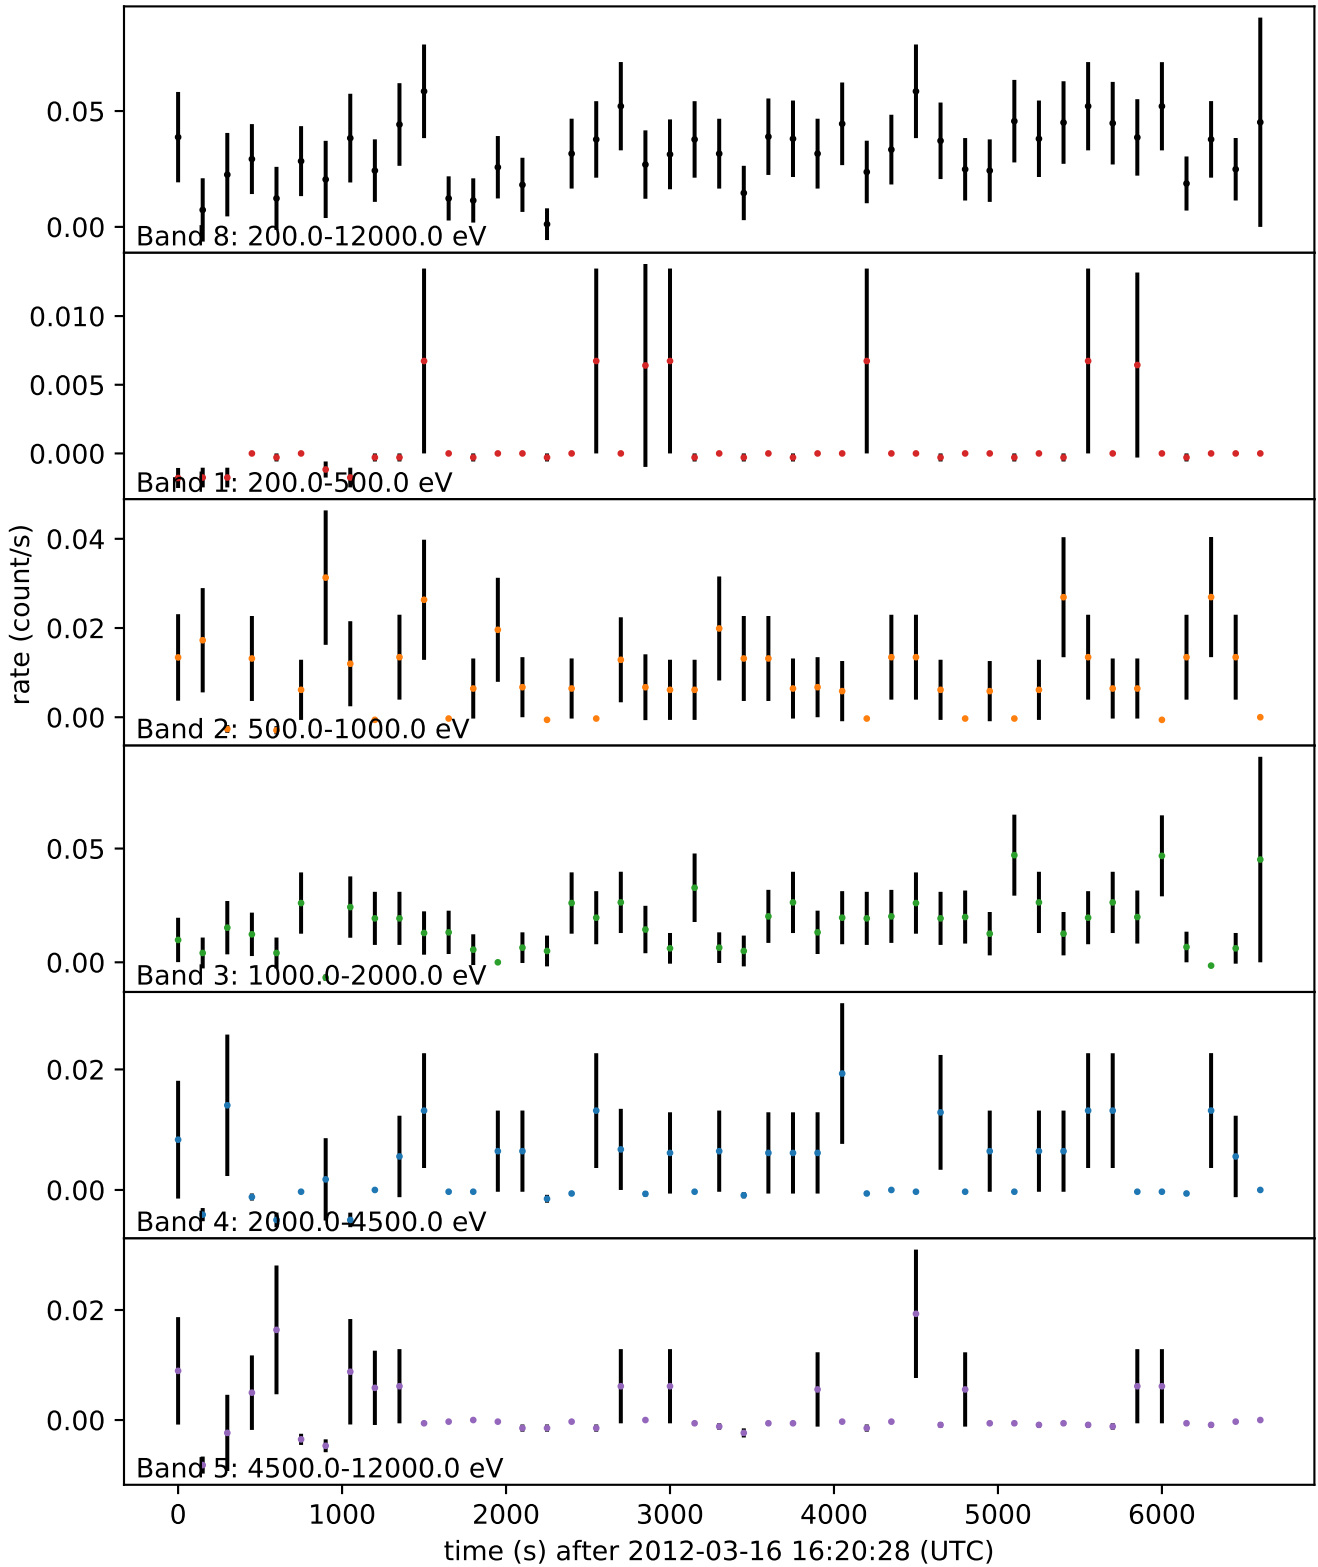 0.05
0.00
Band 8: 200.0-12000.0 eV
0.010
0.005
0.000
Band 1: 200.0-500.0 eV
rate (count/s)
0.04
0.02
0.00
Band 2: 500.0-1000.0 eV
0.05
0.00
Band 3: 1000.0-2000.0 eV
0.02
0.00
Band 4: 2000.0-4500.0 eV
0.02
0.00
Band 5: 4500.0-12000.0 eV
0 1000 2000 3000 4000 5000 6000
time (s) after 2012-03-16 16:20:28 (UTC)